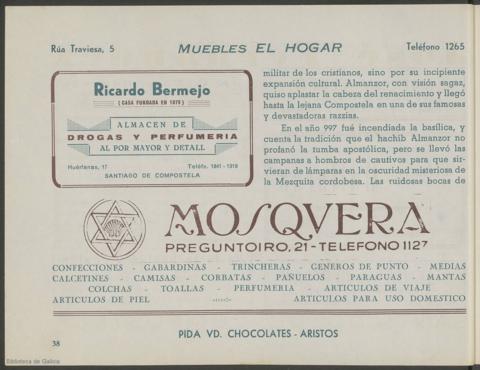 Rúa Traviesa, 5 MUEBLES EL HOGAR Teléfono 1265
Ricardo Bermejo
(CASA FUNDADA EN 1879)
ALMACEN DE
DROGAS Y PERFUMERIA
AL POR MAYOR Y DETALL
Huérfanas, 17 Teléfs. 1841 - 1319
SANTIAGO DE COMPOSTELA
militar de los cristianos, sino por su incipiente
expansión cultural. Almanzor, con visión sagaz,
quiso aplastar la cabeza del renacimiento y llegó
hasta la lejana Compostela en una de sus famosas
y devastadoras razzias.
En el año 997 fué incendiada la basílica, y
cuenta la tradición que el hachib Almanzor no
profanó la tumba apostólica, pero se llevó las
campanas a hombros de cautivos para que sir-
vieran de lámparas en la oscuridad misteriosa de
la Mezquita cordobesa. Las ruidosas bocas de
MOSQVERA
PREGUNTOIRO, 21 - TELEFONO 1127
CONFECCIONES - GABARDINAS - TRINCHERAS - GENEROS DE PUNTO - MEDIAS
CALCETINES - CAMISAS - CORBATAS - PAÑUELOS - PARAGUAS - MANTAS
COLCHAS - TOALLAS - PERFUMERIA - ARTICULOS DE VIAJE
ARTICULOS DE PIEL ARTICULOS PARA USO DOMESTICO
PIDA VD. CHOCOLATES - ARISTOS
38
Biblioteca de Galicia